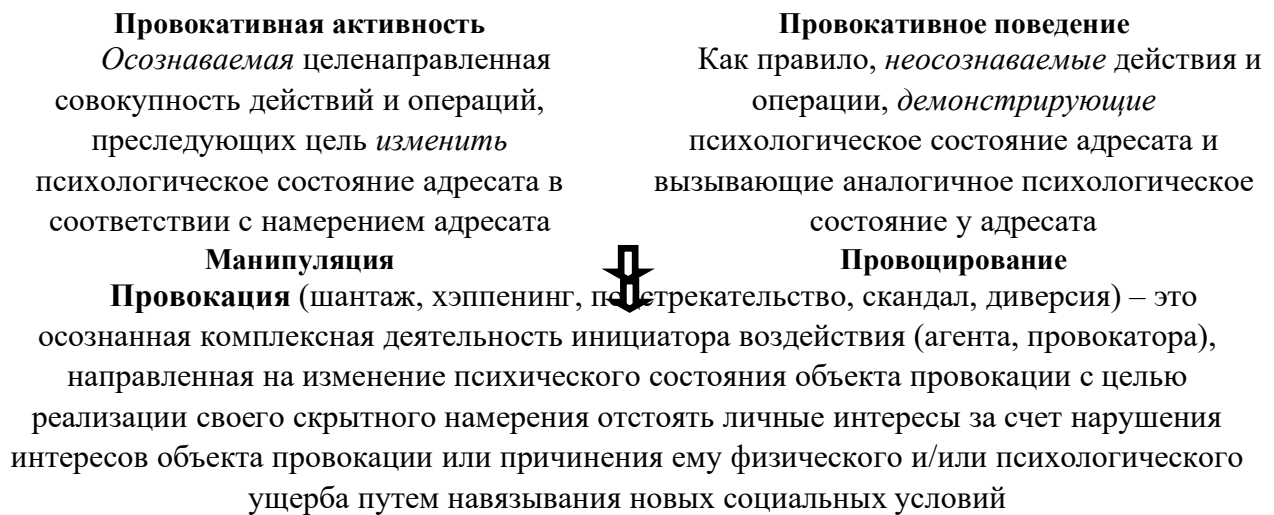 Провокативная активность
Осознаваемая целенаправленная
совокупность действий и операций,
преследующих цель изменить
психологическое состояние адресата в
соответствии с намерением адресата
Манипуляция
Провокативное поведение
Как правило, неосознаваемые действия и
операции, демонстрирующие
психологическое состояние адресата и
вызывающие аналогичное психологическое
состояние у адресата
Провоцирование
Провокация (шантаж, хэппенинг, подстрекательство, скандал, диверсия) – это
осознанная комплексная деятельность инициатора воздействия (агента, провокатора),
направленная на изменение психического состояния объекта провокации с целью
реализации своего скрытного намерения отстоять личные интересы за счет нарушения
интересов объекта провокации или причинения ему физического и/или психологического
ущерба путем навязывания новых социальных условий